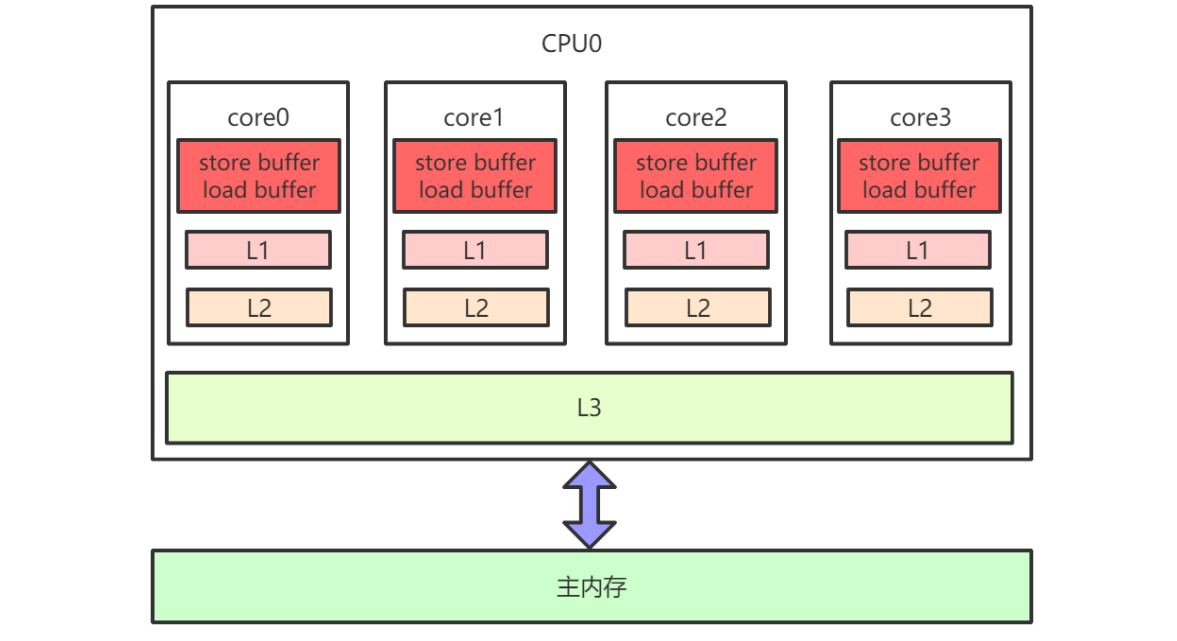 CPU0
core0
store buffer
load buffer
L1
L2
core1
store buffer
load buffer
L1
L2
core2
store buffer
load buffer
L1
L2
core3
store buffer
load buffer
L1
L2
L3
主内存